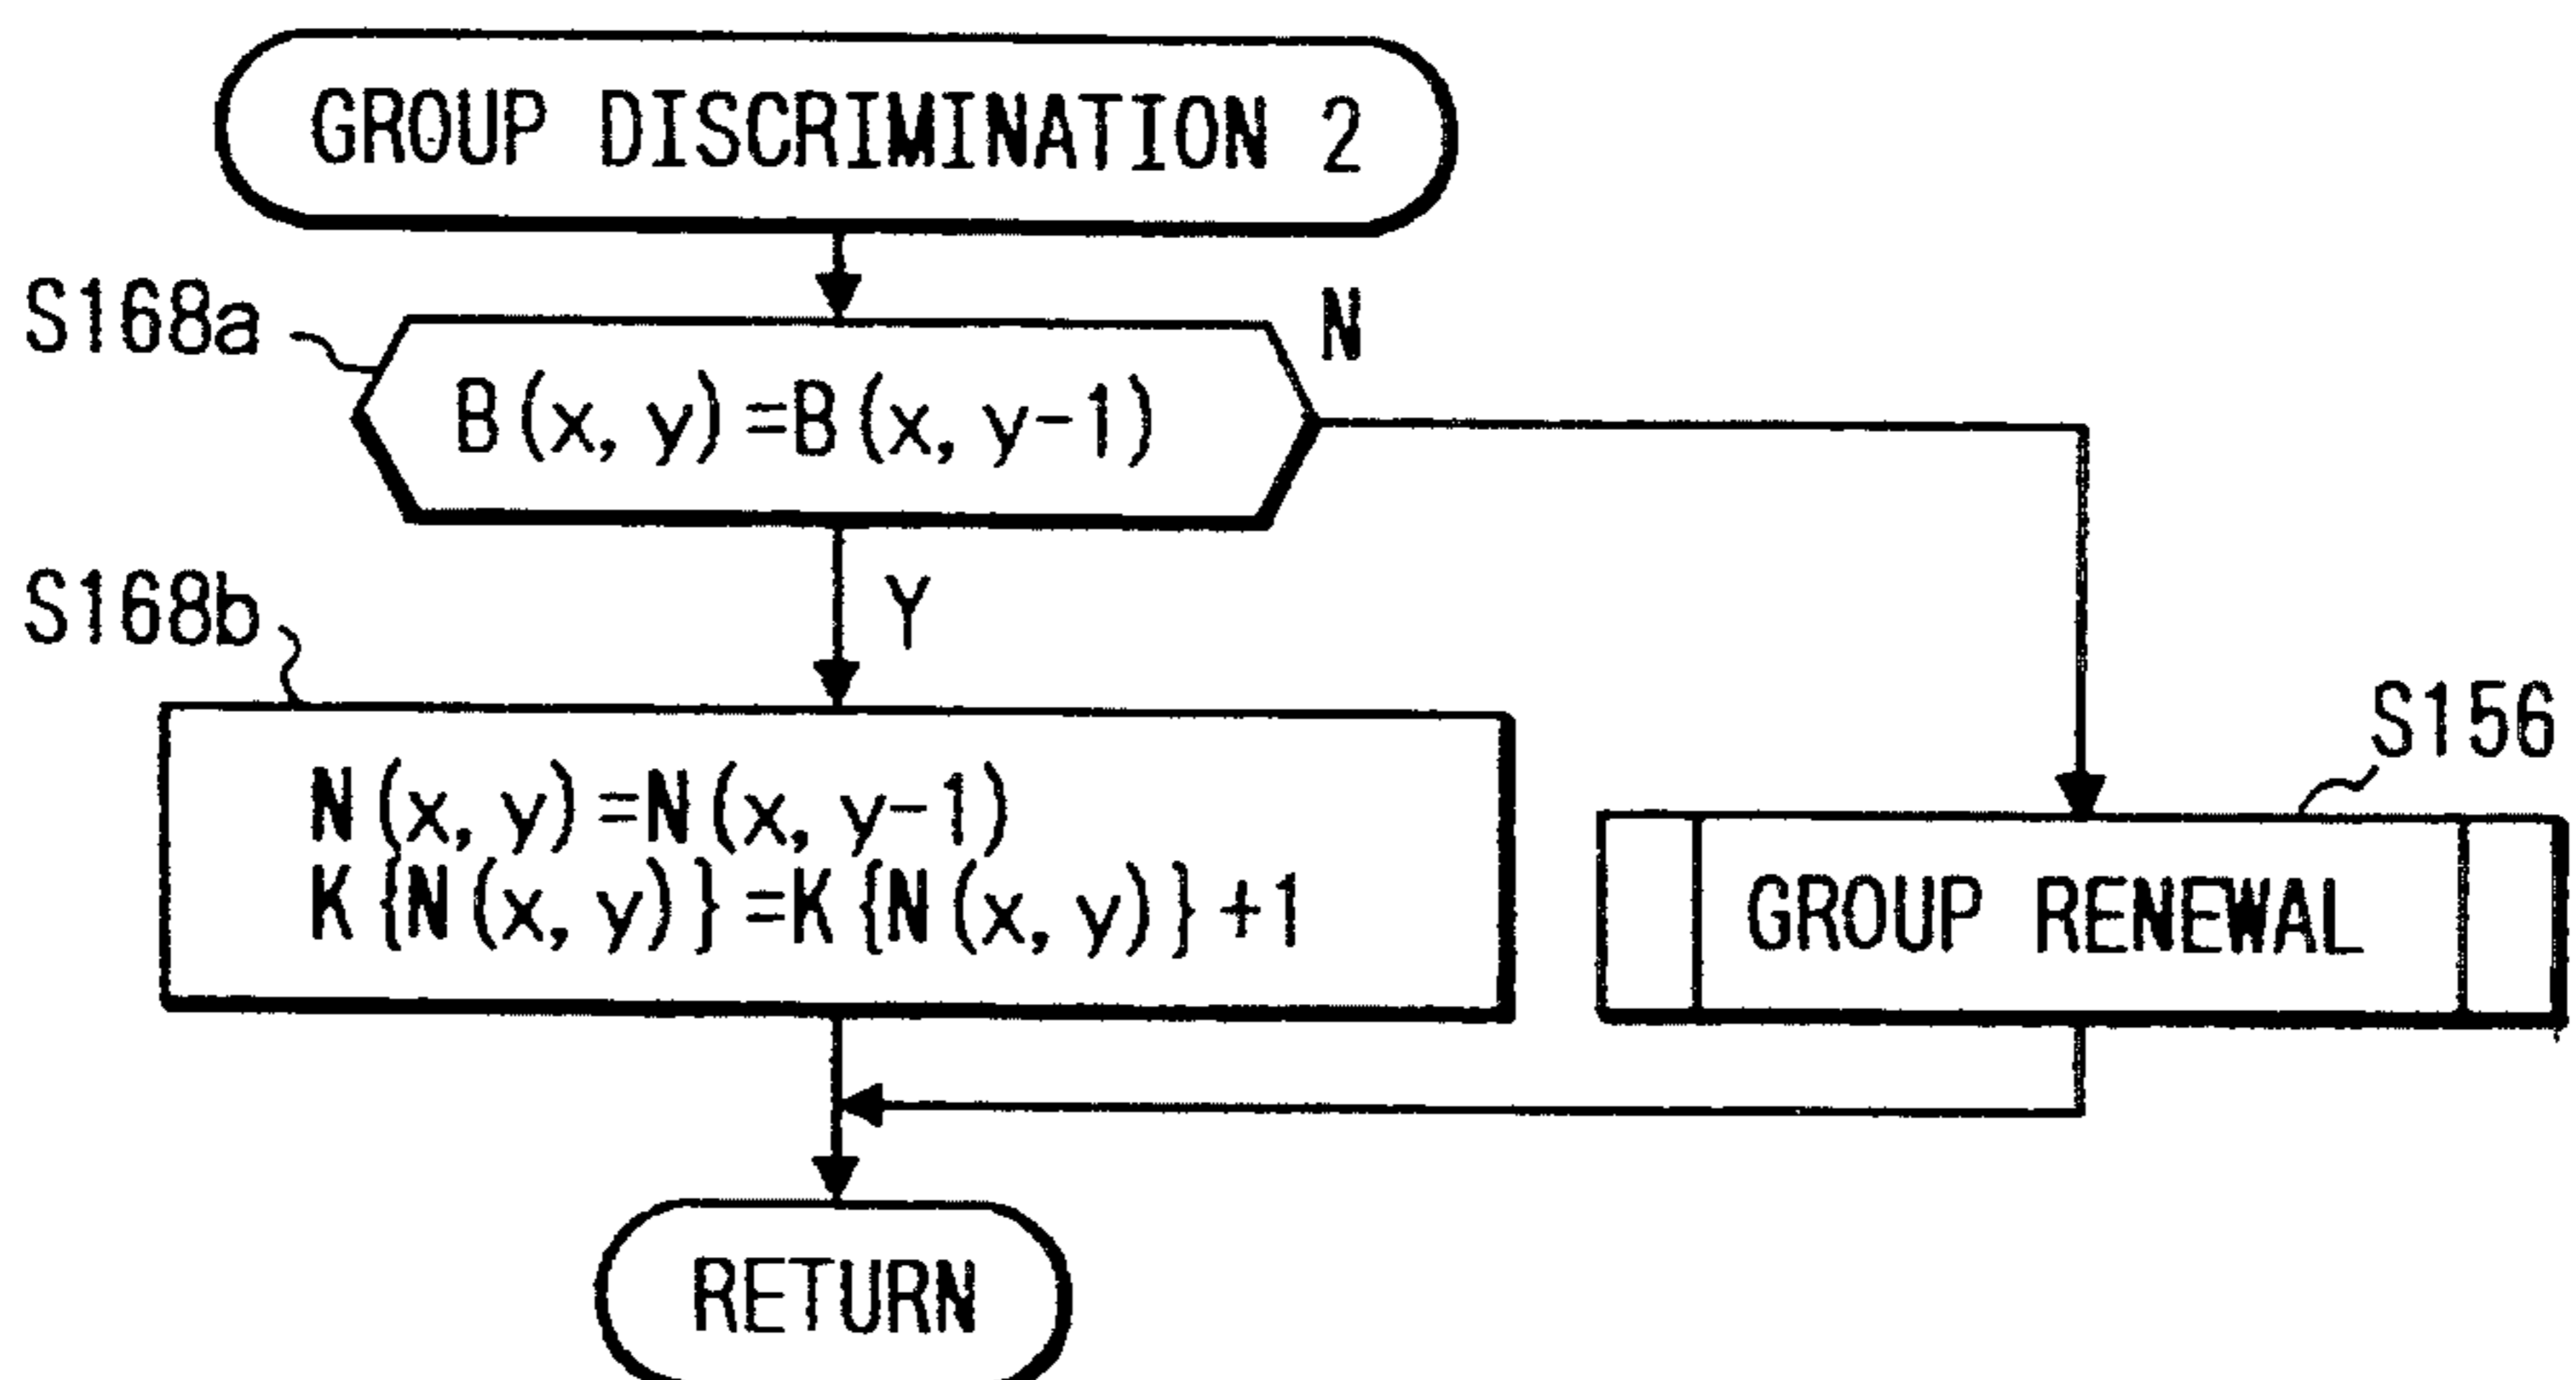 GROUP DISCRIMINATION 2
S168a
N
B(x, y)=B(x, y-1)
S168b
Y
S156
N(x, y)=N(x, y-1)
K{N(x, y)}=K{N(x, y)}+1
GROUP RENEWAL
RETURN